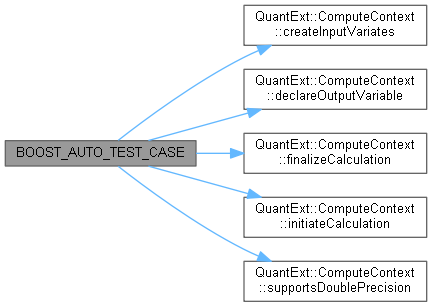 QuantExt::ComputeContext
::createInputVariates
QuantExt::ComputeContext
::declareOutputVariable
BOOST_AUTO_TEST_CASE
QuantExt::ComputeContext
::finalizeCalculation
QuantExt::ComputeContext
::initiateCalculation
QuantExt::ComputeContext
::supportsDoublePrecision